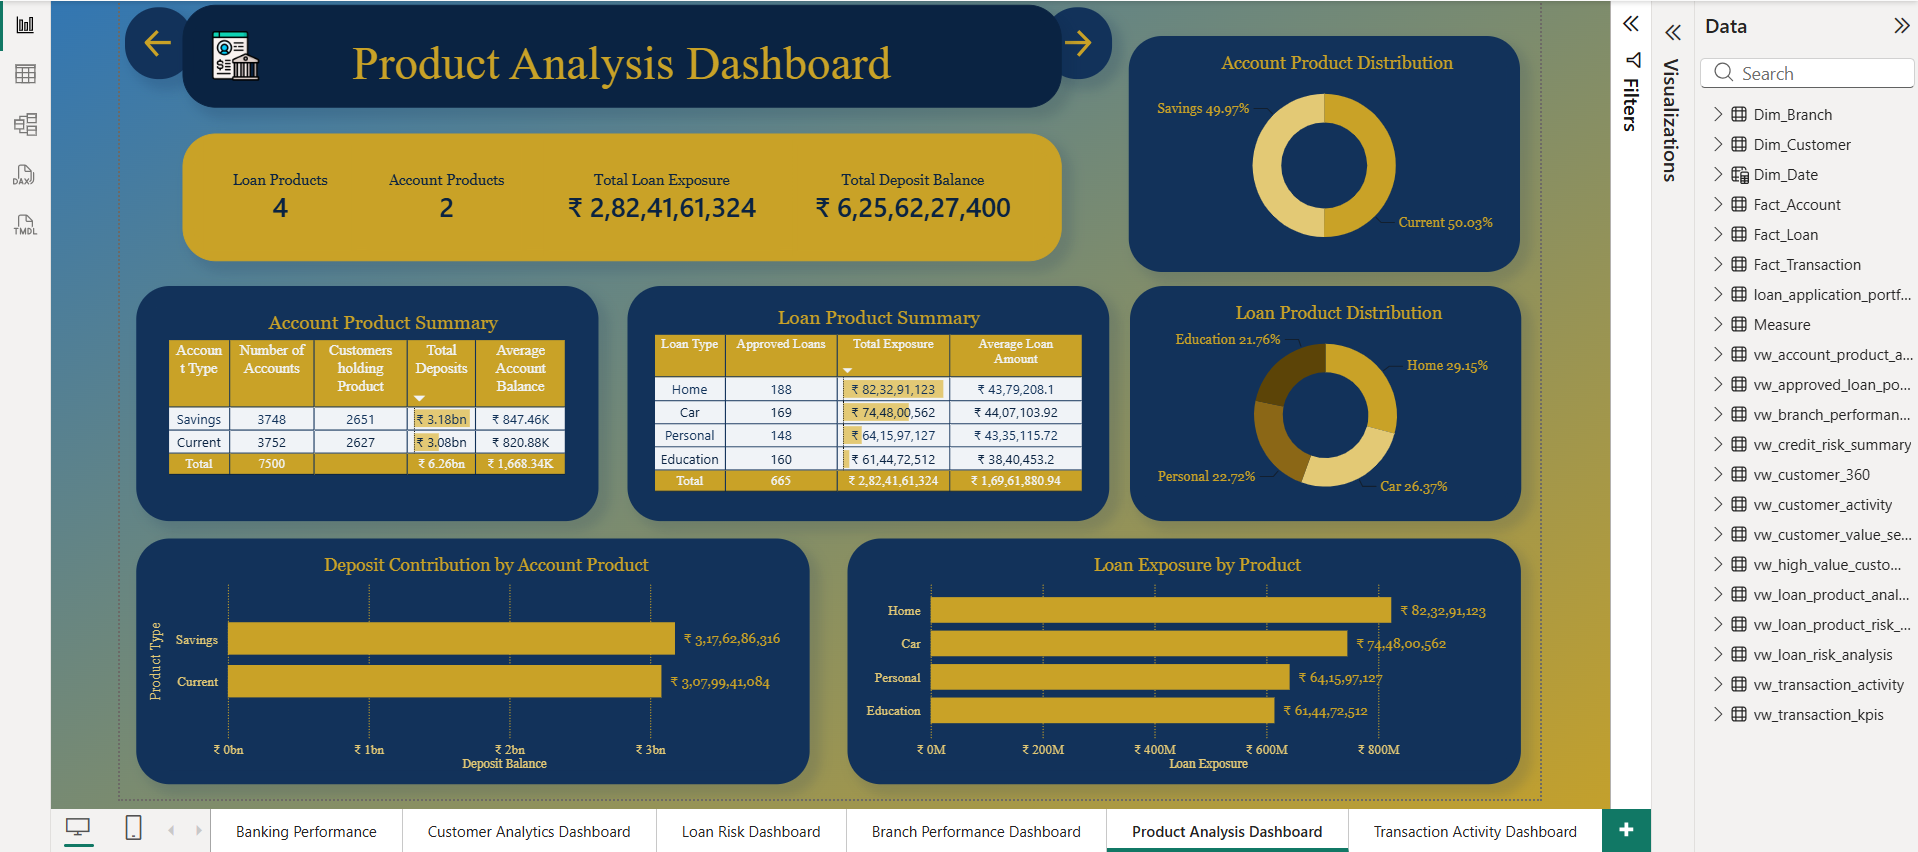 Product Analysis Dashboard
Loan Products
4
Account Products
2
Total Loan Exposure
₹ 2,82,41,61,324
Total Deposit Balance
₹ 6,25,62,27,400
Account Product Distribution
Savings 49.97%
Current 50.03%
Account Product Summary
Accoun
t Type
Number of
Accounts
Customers
holding
Product
Total
Deposits
Average
Account
Balance
Savings 3748 2651 ₹ 3.18bn ₹ 847.46K
Current 3752 2627 ₹ 3.08bn ₹ 820.88K
Total 7500 ₹ 6.26bn ₹ 1,668.34K
Loan Product Summary
Loan Type
Approved Loans
Total Exposure
Average Loan
Amount
Home 188 ₹ 82,32,91,123 ₹ 43,79,208.1
Car 169 ₹ 74,48,00,562 ₹ 44,07,103.92
Personal 148 ₹ 64,15,97,127 ₹ 43,35,115.72
Education 160 ₹ 61,44,72,512 ₹ 38,40,453.2
Total 665 ₹ 2,82,41,61,324 ₹ 1,69,61,880.94
Loan Product Distribution
Education 21.76%
Home 29.15%
Personal 22.72%
Car 26.37%
Deposit Contribution by Account Product
Product Type
Savings ₹ 3,17,62,86,316
Current ₹ 3,07,99,41,084
₹ 0bn ₹ 1bn ₹ 2bn ₹ 3bn
Deposit Balance
Loan Exposure by Product
Home ₹ 82,32,91,123
Car ₹ 74,48,00,562
Personal ₹ 64,15,97,127
Education ₹ 61,44,72,512
₹ 0M ₹ 200M ₹ 400M ₹ 600M ₹ 800M
Loan Exposure
DAX
TMDL
Filters
Visualizations
Data
Search
Dim_Branch
Dim_Customer
Dim_Date
Fact_Account
Fact_Loan
Fact_Transaction
loan_application_portf...
Measure
vw_account_product_a...
vw_approved_loan_po...
vw_branch_performan...
vw_credit_risk_summary
vw_customer_360
vw_customer_activity
vw_customer_value_se...
vw_high_value_custo...
vw_loan_product_anal...
vw_loan_product_risk_...
vw_loan_risk_analysis
vw_transaction_activity
vw_transaction_kpis
Banking Performance
Customer Analytics Dashboard
Loan Risk Dashboard
Branch Performance Dashboard
Product Analysis Dashboard
Transaction Activity Dashboard